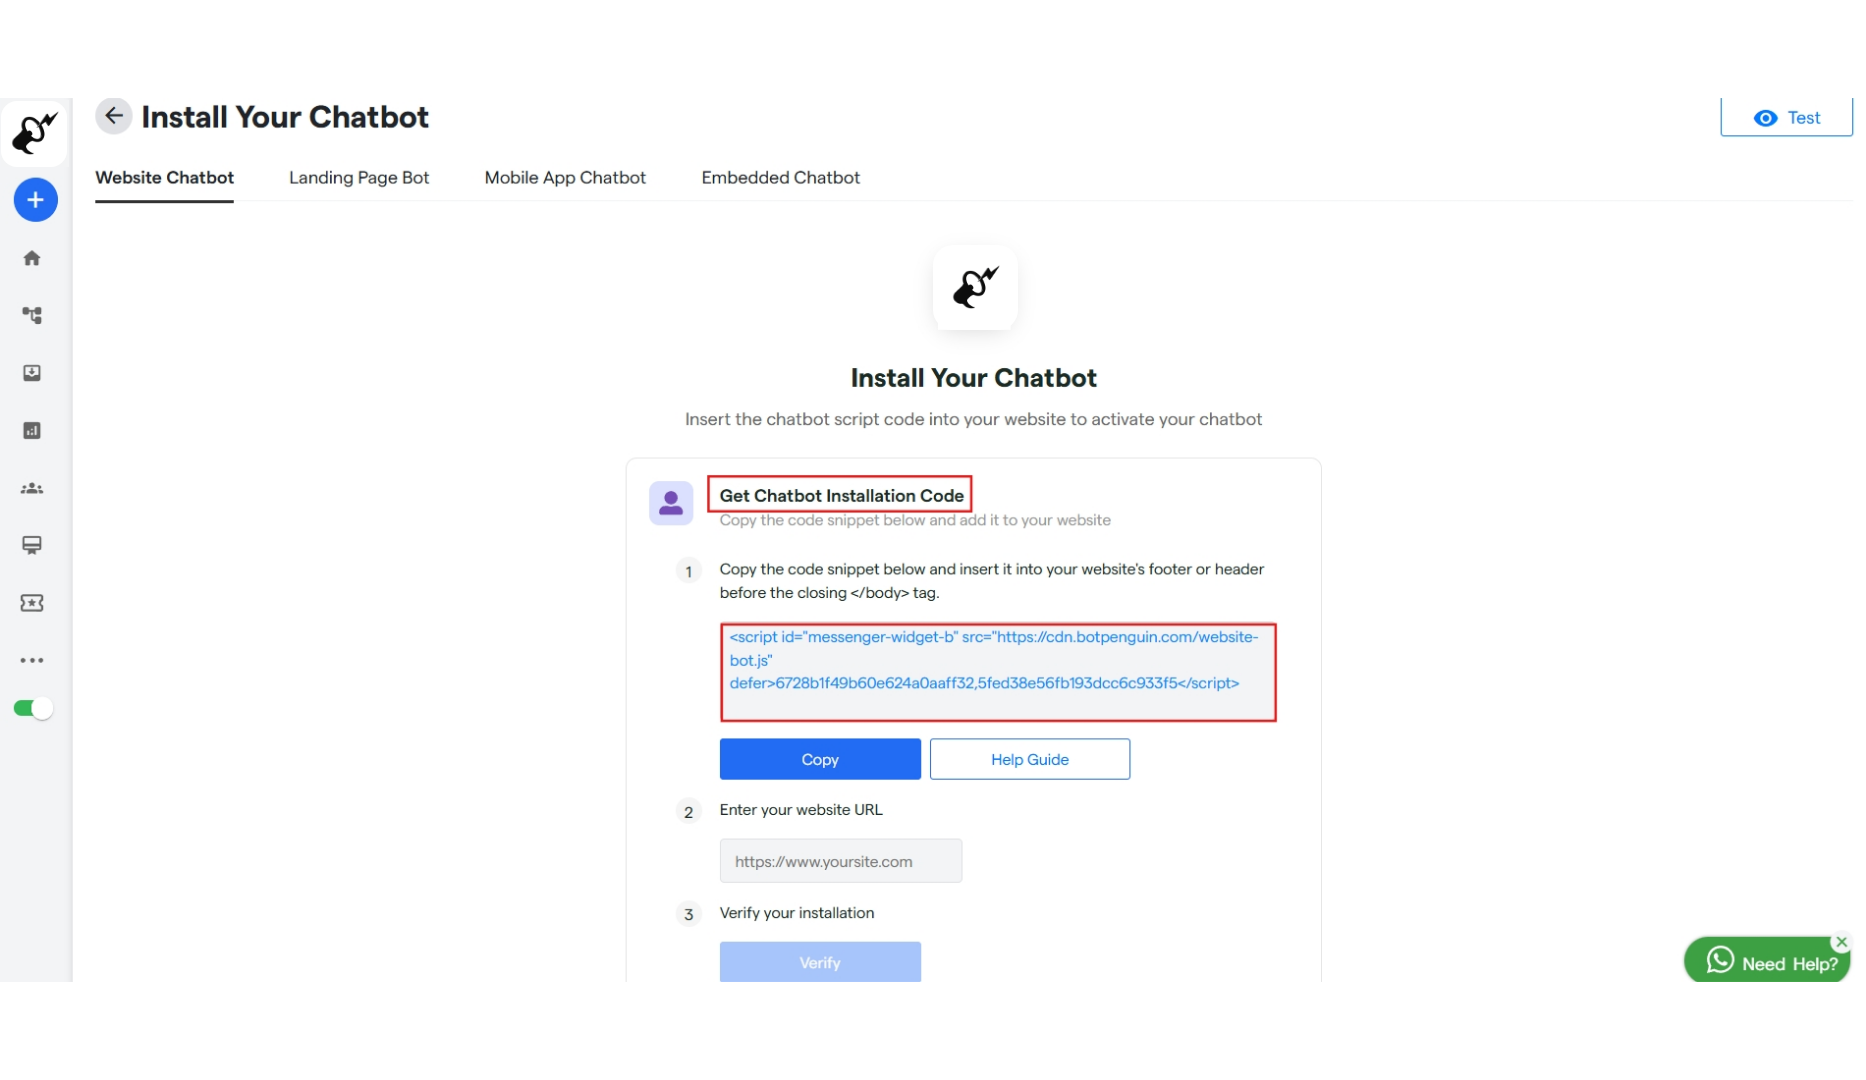 Install Your Chatbot
Test
Website Chatbot
Landing Page Bot
Mobile App Chatbot
Embedded Chatbot
Install Your Chatbot
Insert the chatbot script code into your website to activate your chatbot
Get Chatbot Installation Code
Copy the code snippet below and add it to your website
1
Copy the code snippet below and insert it into your website's footer or header
before the closing </body> tag.
<script id="messenger-widget-b" src="https://cdn.botpenguin.com/website-
bot.js"
defer>6728b1f49b60e624a0aaff32,5fed38e56fb193dcc6c933f5</script>
Copy
Help Guide
2
Enter your website URL
https://www.yoursite.com
3
Verify your installation
Verify
Need Help?